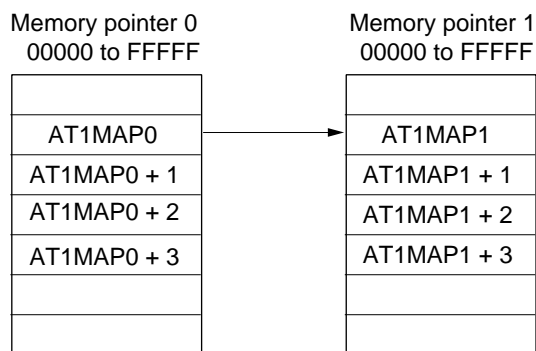 Memory pointer 0
00000 to FFFFF
AT1MAP0
AT1MAP0 + 1
AT1MAP0 + 2
AT1MAP0 + 3
Memory pointer 1
00000 to FFFFF
AT1MAP1
AT1MAP1 + 1
AT1MAP1 + 2
AT1MAP1 + 3